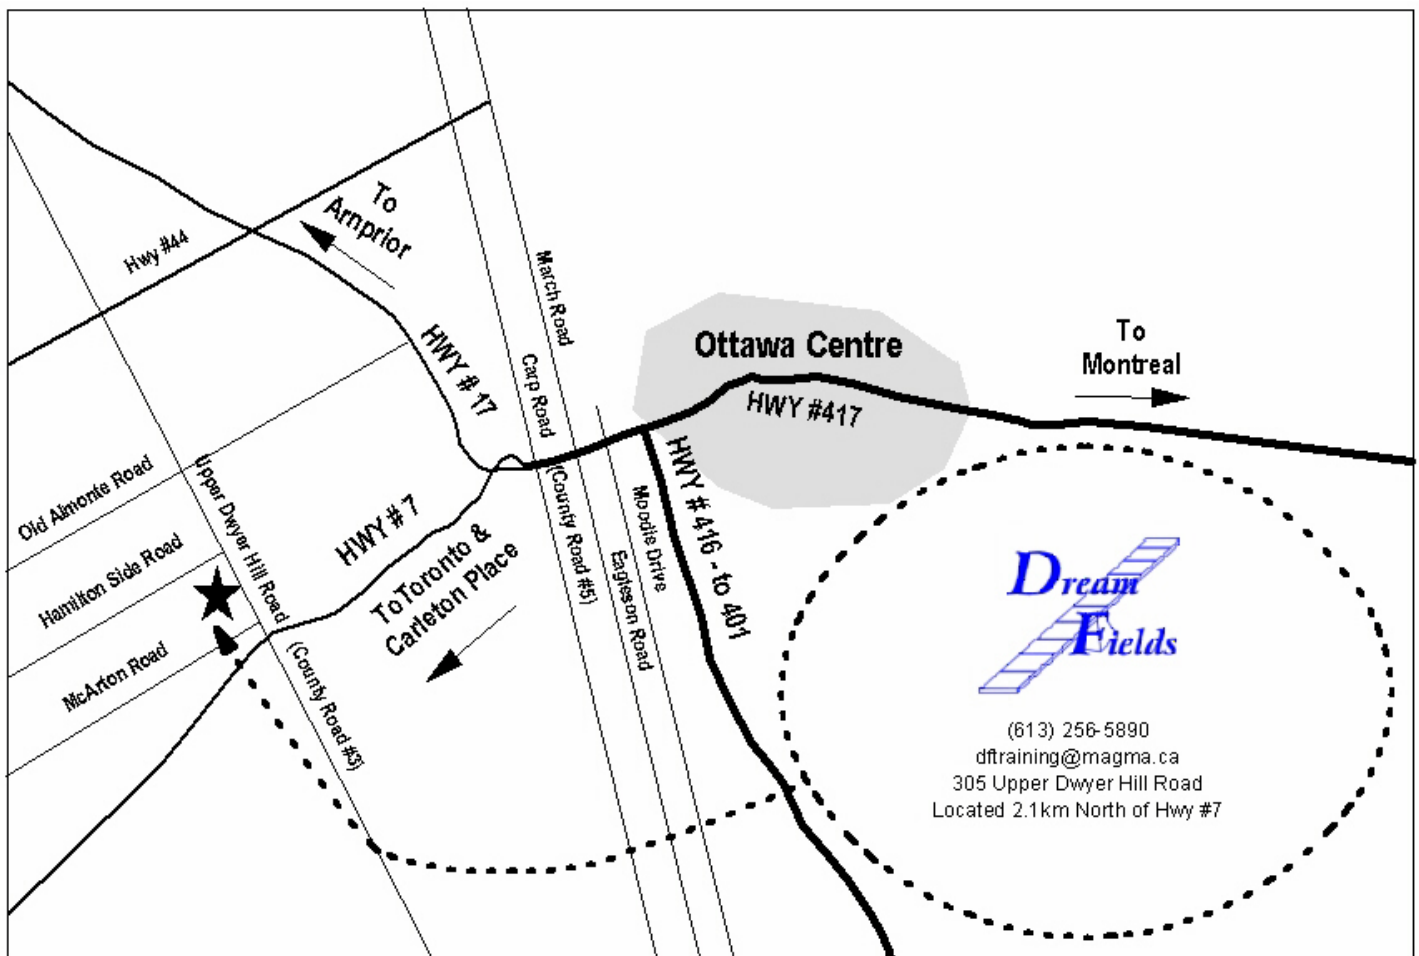 Hwy #44
To
Arnprior
HWY # 17
March Road
Carp Road
Ottawa Centre
HWY #417
To
Montreal
Old Almonte Road
Upper Dwyer Hill Road
HWY # 7
Hamilton Side Road
ToToronto &
Carleton Place
(County Road #5)
Moodie Drive
Eagleson Road
HWY # 416 - to 401
McArton Road
(County Road #3)
Dream
Fields
(613) 256-5890
dftraining@magma.ca
305 Upper Dwyer Hill Road
Located 2.1km North of Hwy #7